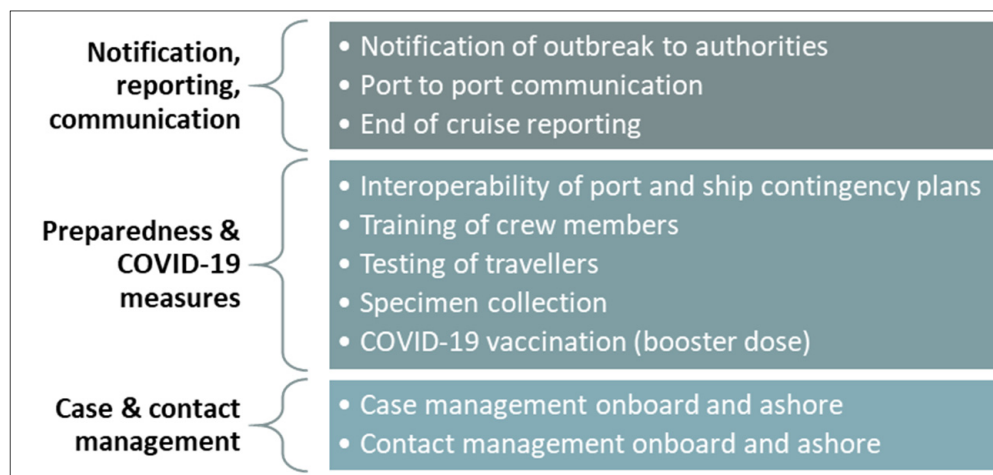 Notification,
reporting,
communication
• Notification of outbreak to authorities
• Port to port communication
• End of cruise reporting
Preparedness &
COVID-19
measures
• Interoperability of port and ship contingency plans
• Training of crew members
• Testing of travellers
• Specimen collection
• COVID-19 vaccination (booster dose)
Case & contact
management
• Case management onboard and ashore
• Contact management onboard and ashore